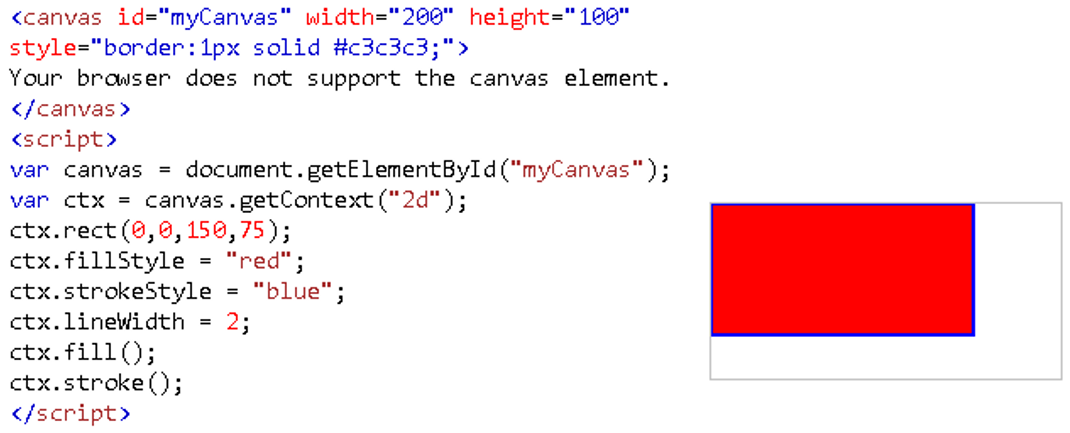 <canvas id="myCanvas" width="200" height="100"
style="border:1px solid #c3c3c3;">
Your browser does not support the canvas element.
</canvas>
<script>
var canvas = document.getElementById("myCanvas");
var ctx = canvas.getContext("2d");
ctx.rect(0,0,150,75);
ctx.fillStyle = "red";
ctx.strokeStyle = "blue";
ctx.lineWidth = 2;
ctx.fill();
ctx.stroke();
</script>